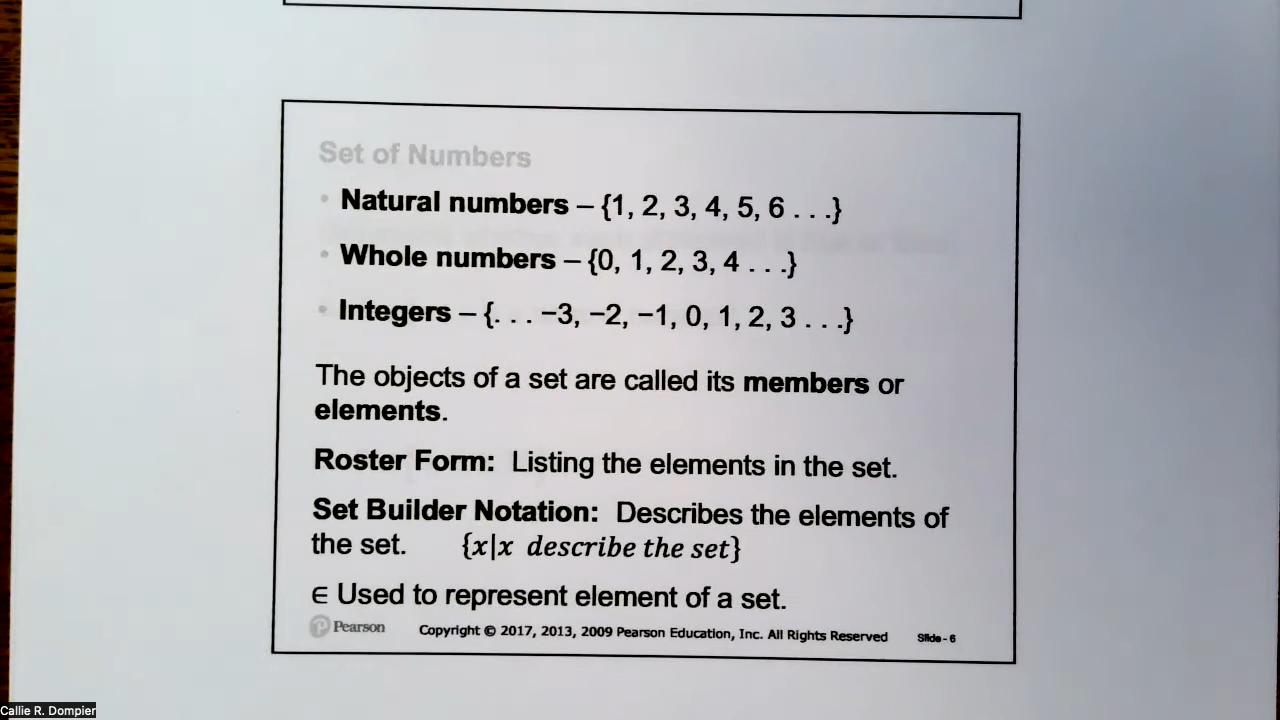 Set of Numbers
• Natural numbers – {1, 2, 3, 4, 5, 6 . . .}
• Whole numbers – {0, 1, 2, 3, 4 . . .}
• Integers – {. . . −3, −2, −1, 0, 1, 2, 3 . . .}
The objects of a set are called its members or
elements.
Roster Form: Listing the elements in the set.
Set Builder Notation: Describes the elements of
the set. {x|x describe the set}
∈ Used to represent element of a set.
Pearson Copyright © 2017, 2013, 2009 Pearson Education, Inc. All Rights Reserved Slide - 6
Callie R. Dompier